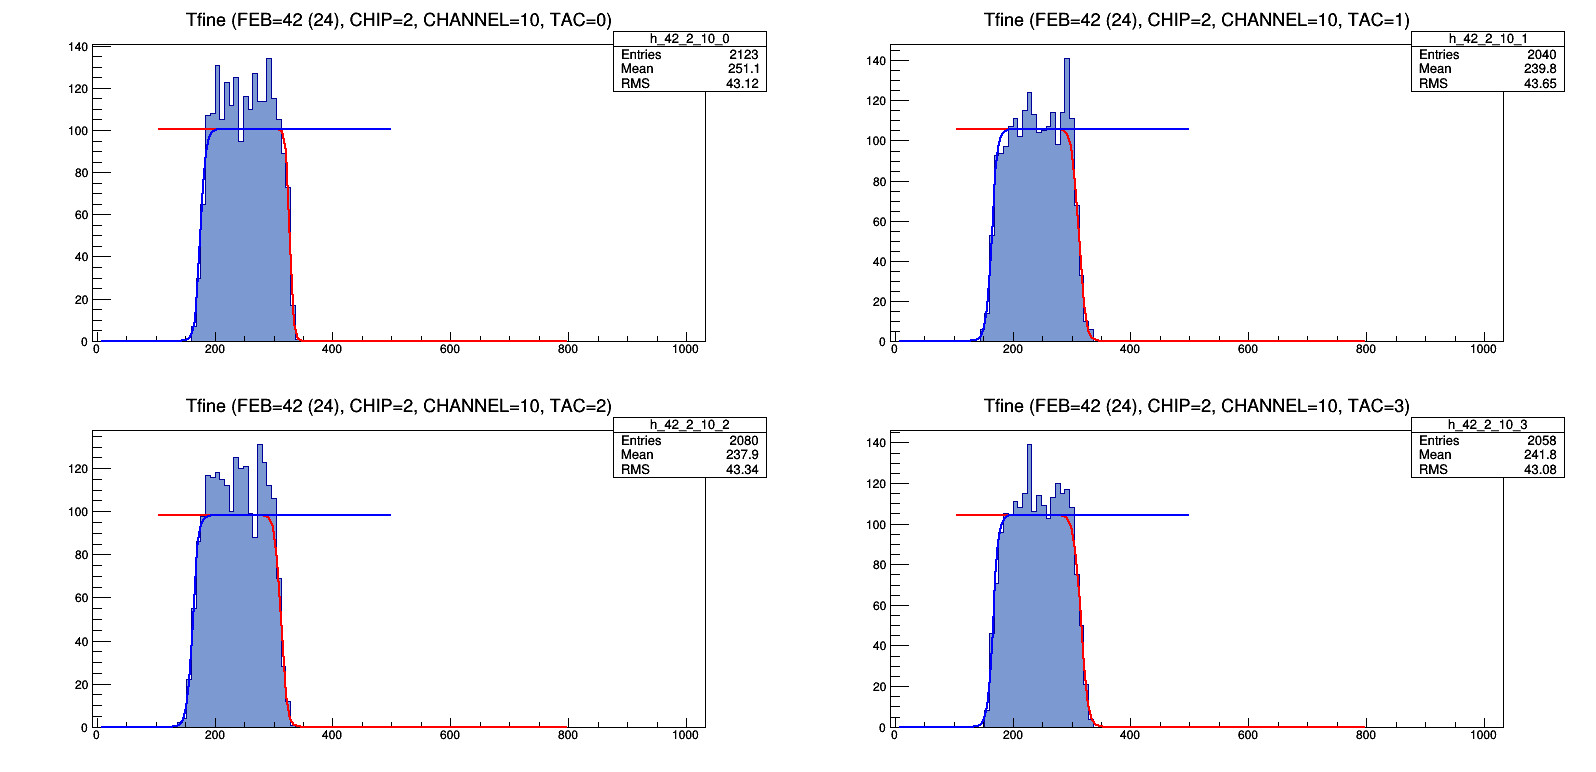 Tfine (FEB=42 (24), CHIP=2, CHANNEL=10, TAC=0)
h_42_2_10_0
Entries 2123
Mean 251.1
RMS 43.12
140
120
100
80
60
40
20
0
0 200 400 600 800 1000
Tfine (FEB=42 (24), CHIP=2, CHANNEL=10, TAC=1)
h_42_2_10_1
Entries 2040
Mean 239.8
RMS 43.65
140
120
100
80
60
40
20
0
0 200 400 600 800 1000
Tfine (FEB=42 (24), CHIP=2, CHANNEL=10, TAC=2)
h_42_2_10_2
Entries 2080
Mean 237.9
RMS 43.34
120
100
80
60
40
20
0
0 200 400 600 800 1000
Tfine (FEB=42 (24), CHIP=2, CHANNEL=10, TAC=3)
h_42_2_10_3
Entries 2058
Mean 241.8
RMS 43.08
140
120
100
80
60
40
20
0
0 200 400 600 800 1000